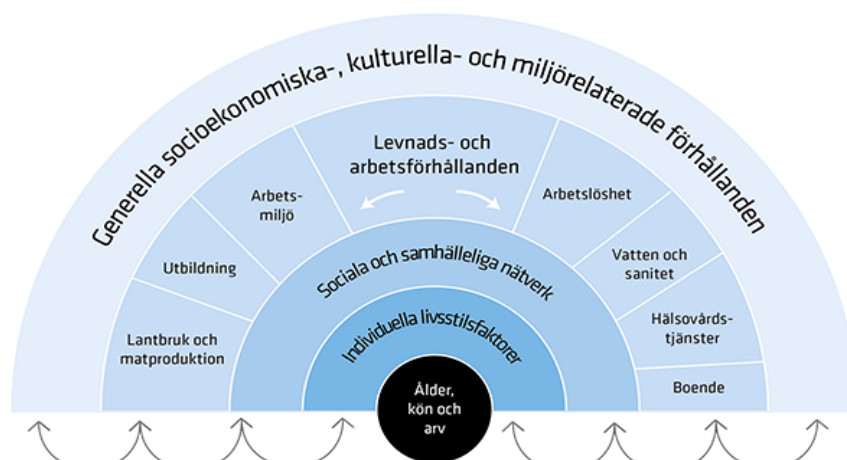 Generella socioekonomiska-, kulturella- och miljörelaterade förhållanden
Levnads- och
arbetsförhållanden
Arbets-
miljö
Arbetslöshet
Utbildning
Vatten och
sanitet
Lantbruk och
matproduktion
Hälsovårds-
tjänster
Boende
Sociala och samhälleliga nätverk
Individuella livsstilsfaktorer
Ålder,
kön och
arv